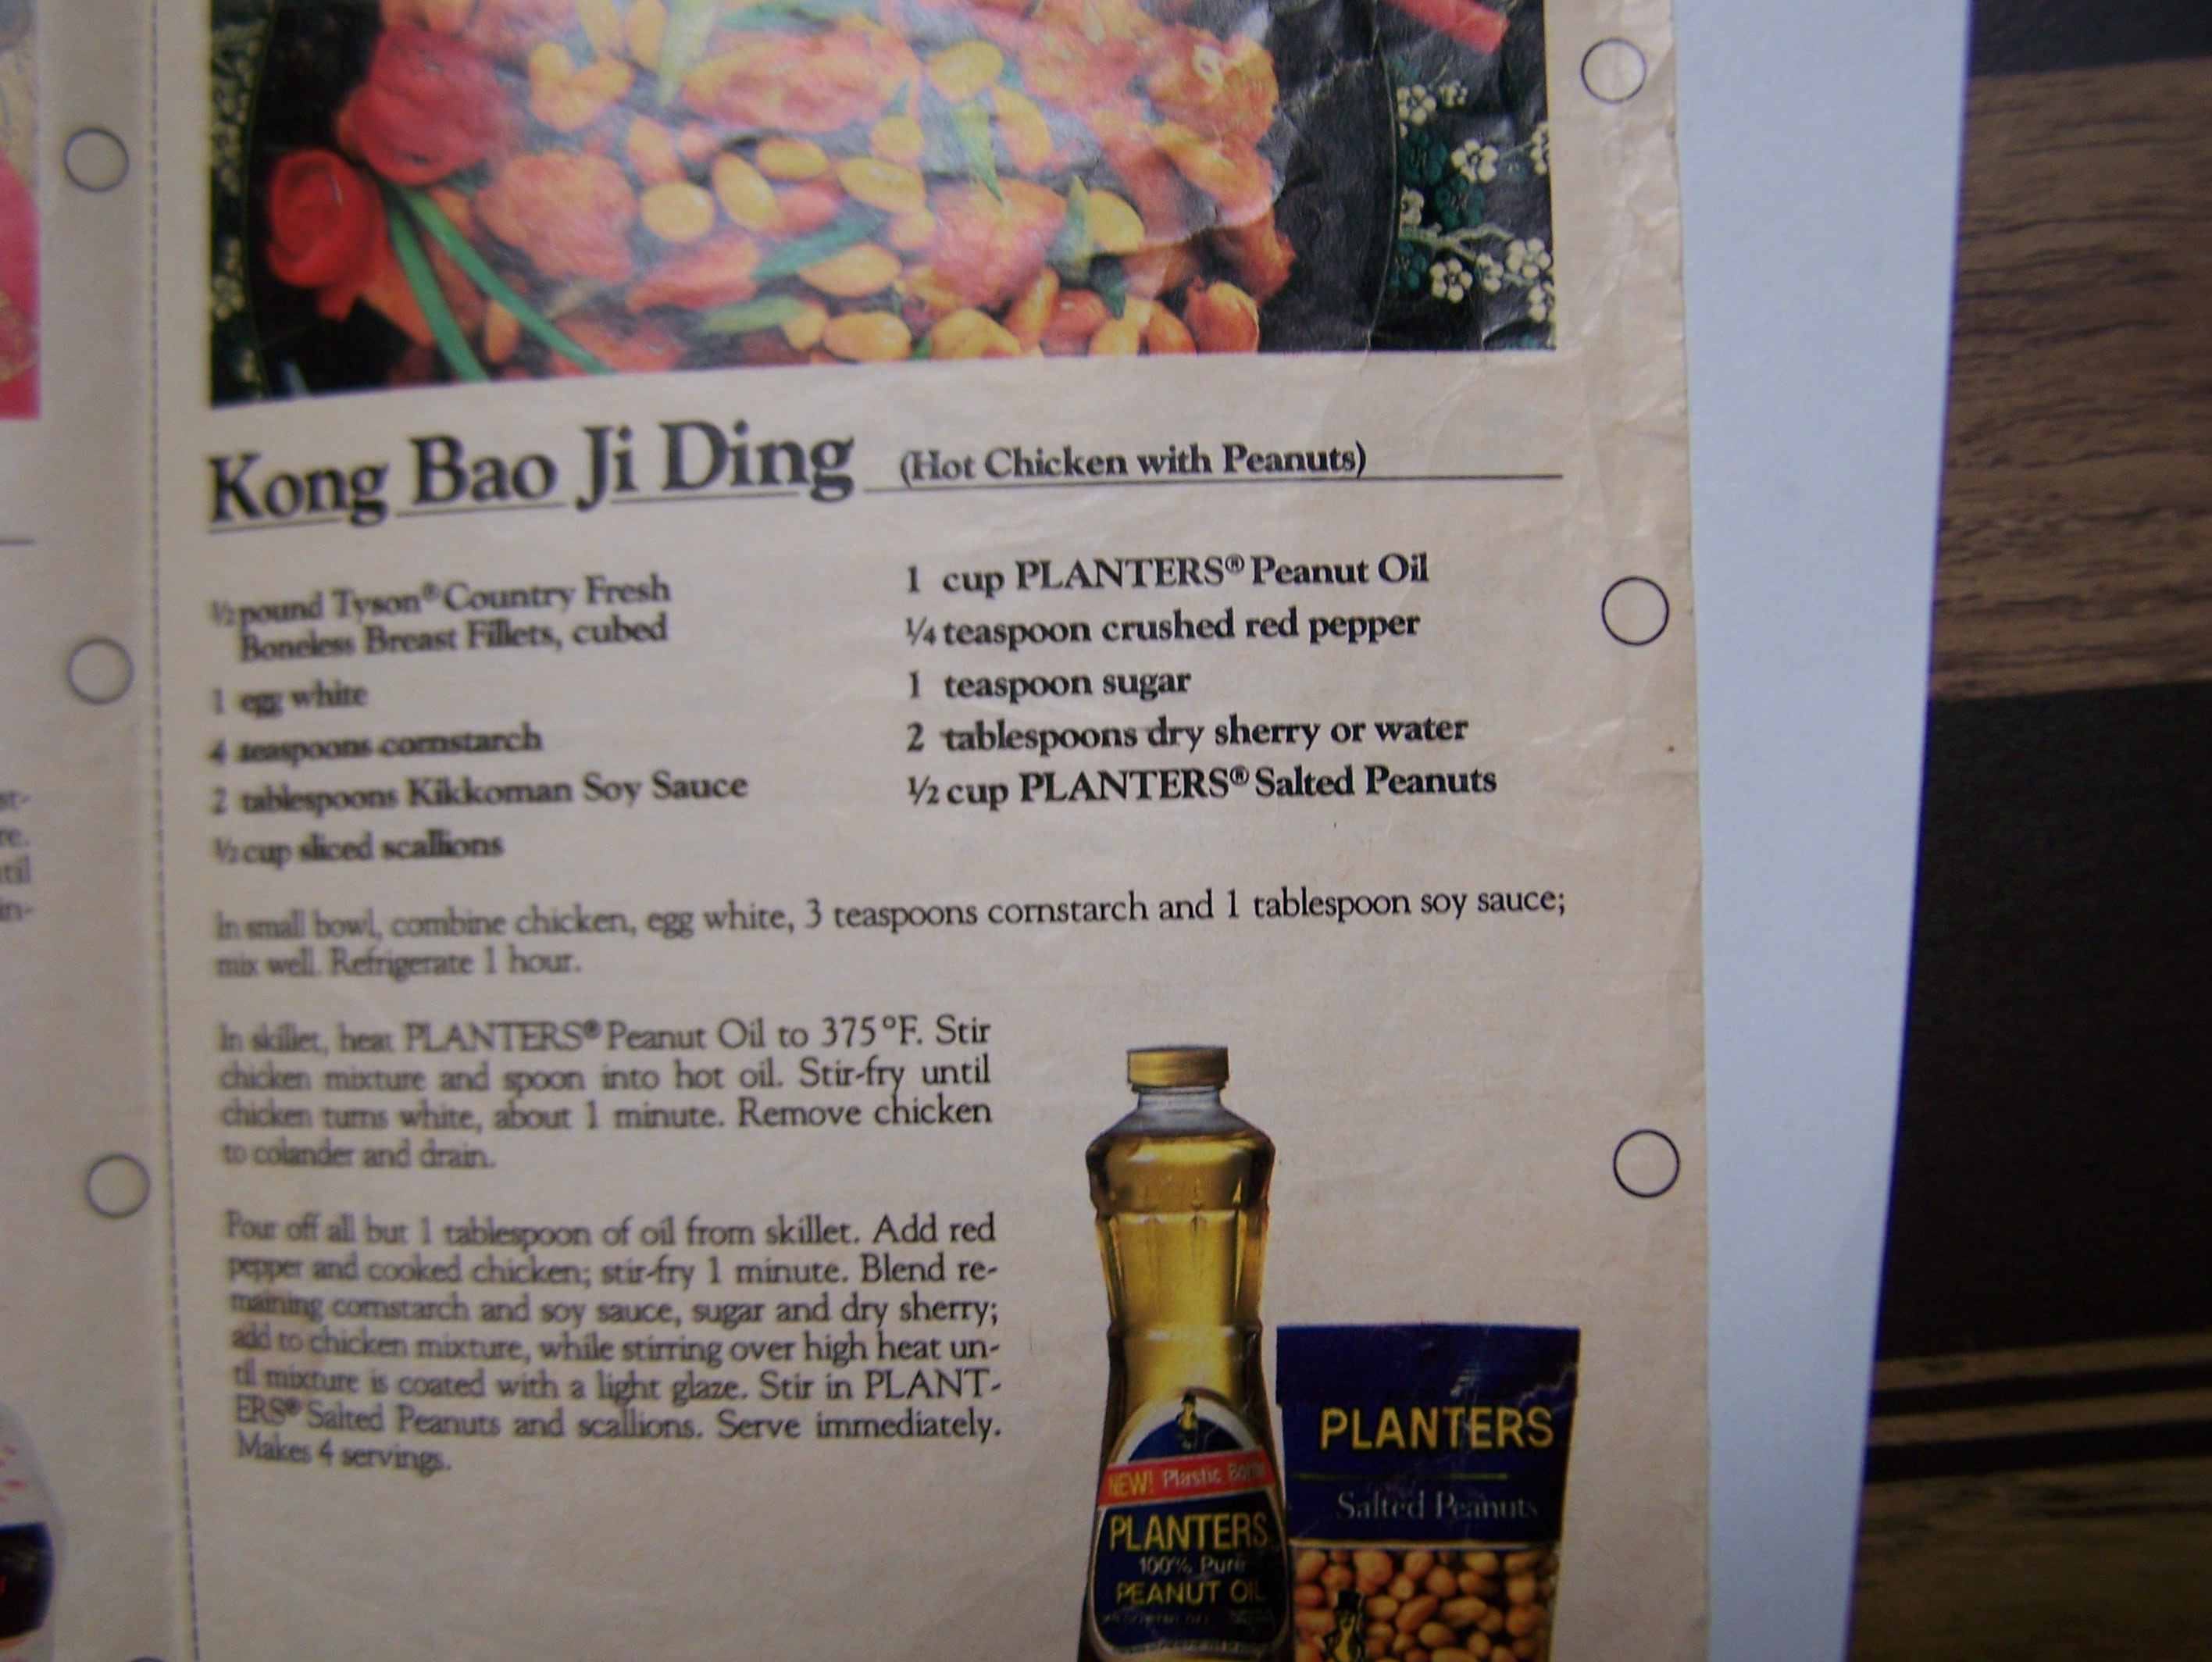 Kong Bao Ji Ding (Hot Chicken with Peanuts)
½ pound Tyson® Country Fresh
Boneless Breast Fillets, cubed
1 egg white
4 teaspoons cornstarch
2 tablespoons Kikkoman Soy Sauce
½ cup sliced scallions
1 cup PLANTERS® Peanut Oil
¼ teaspoon crushed red pepper
1 teaspoon sugar
2 tablespoons dry sherry or water
½ cup PLANTERS® Salted Peanuts
In small bowl, combine chicken, egg white, 3 teaspoons cornstarch and 1 tablespoon soy sauce;
mix well. Refrigerate 1 hour.
In skillet, heat PLANTERS® Peanut Oil to 375°F. Stir
chicken mixture and spoon into hot oil. Stir-fry until
chicken turns white, about 1 minute. Remove chicken
to colander and drain.
Pour off all but 1 tablespoon of oil from skillet. Add red
pepper and cooked chicken; stir-fry 1 minute. Blend re-
maining cornstarch and soy sauce, sugar and dry sherry;
add to chicken mixture, while stirring over high heat un-
til mixture is coated with a light glaze. Stir in PLANT-
ERS® Salted Peanuts and scallions. Serve immediately.
Makes 4 servings.
NEW! Plastic Bottle
PLANTERS
100% Pure
PEANUT OIL
PLANTERS
Salted Peanuts
st-
re.
til
in-